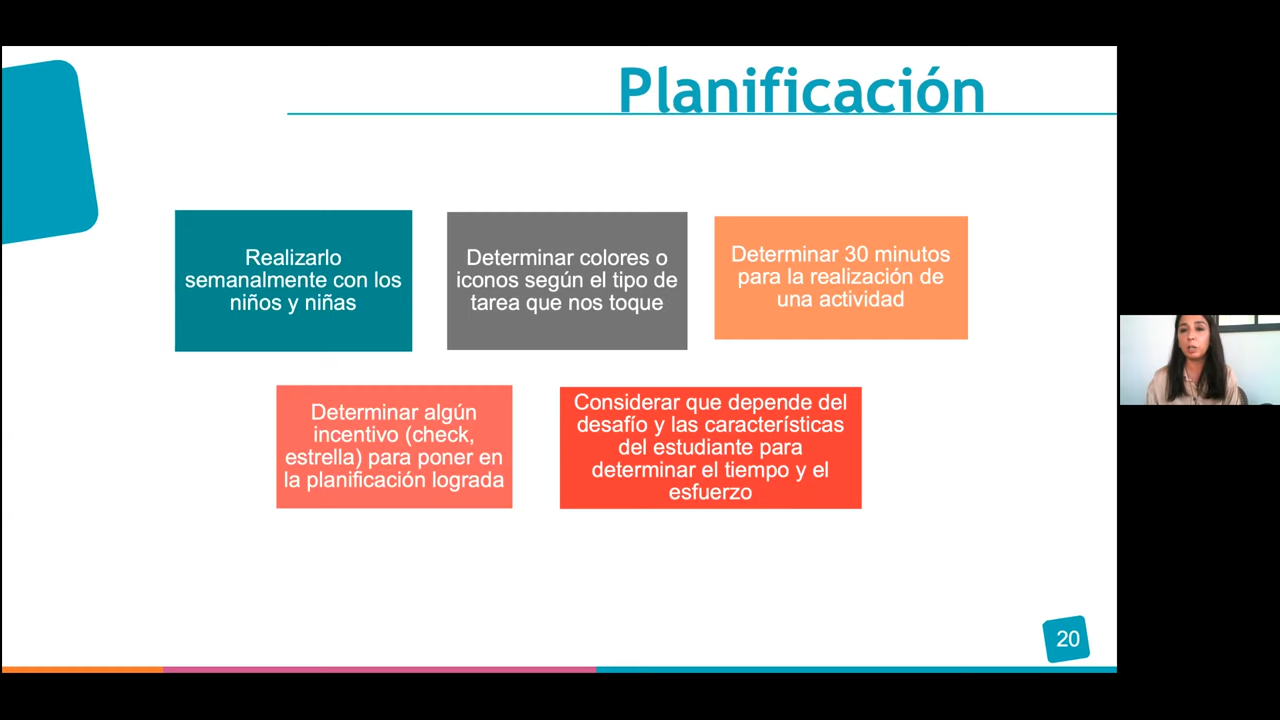 Planificación
Realizarlo
semanalmente con los
niños y niñas
Determinar colores o
iconos según el tipo de
tarea que nos toque
Determinar 30 minutos
para la realización de
una actividad
Determinar algún
incentivo (check,
estrella) para poner en
la planificación lograda
Considerar que depende del
desafío y las características
del estudiante para
determinar el tiempo y el
esfuerzo
20